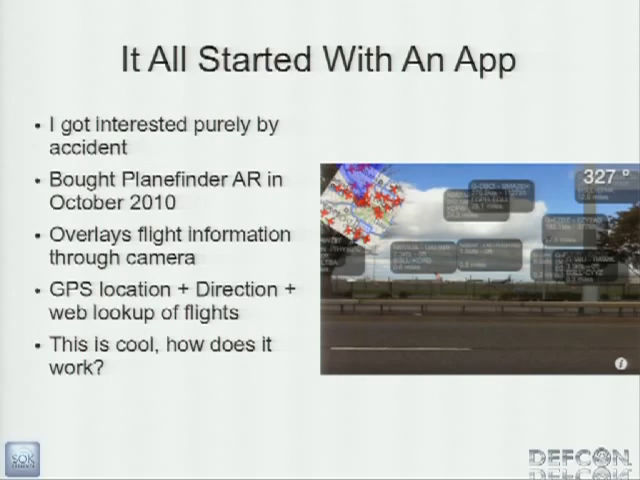 It All Started With An App
• I got interested purely by
accident
• Bought Planefinder AR in
October 2010
• Overlays flight information
through camera
• GPS location + Direction +
web lookup of flights
• This is cool, how does it
work?
327 °
i
SQK
DEFCON